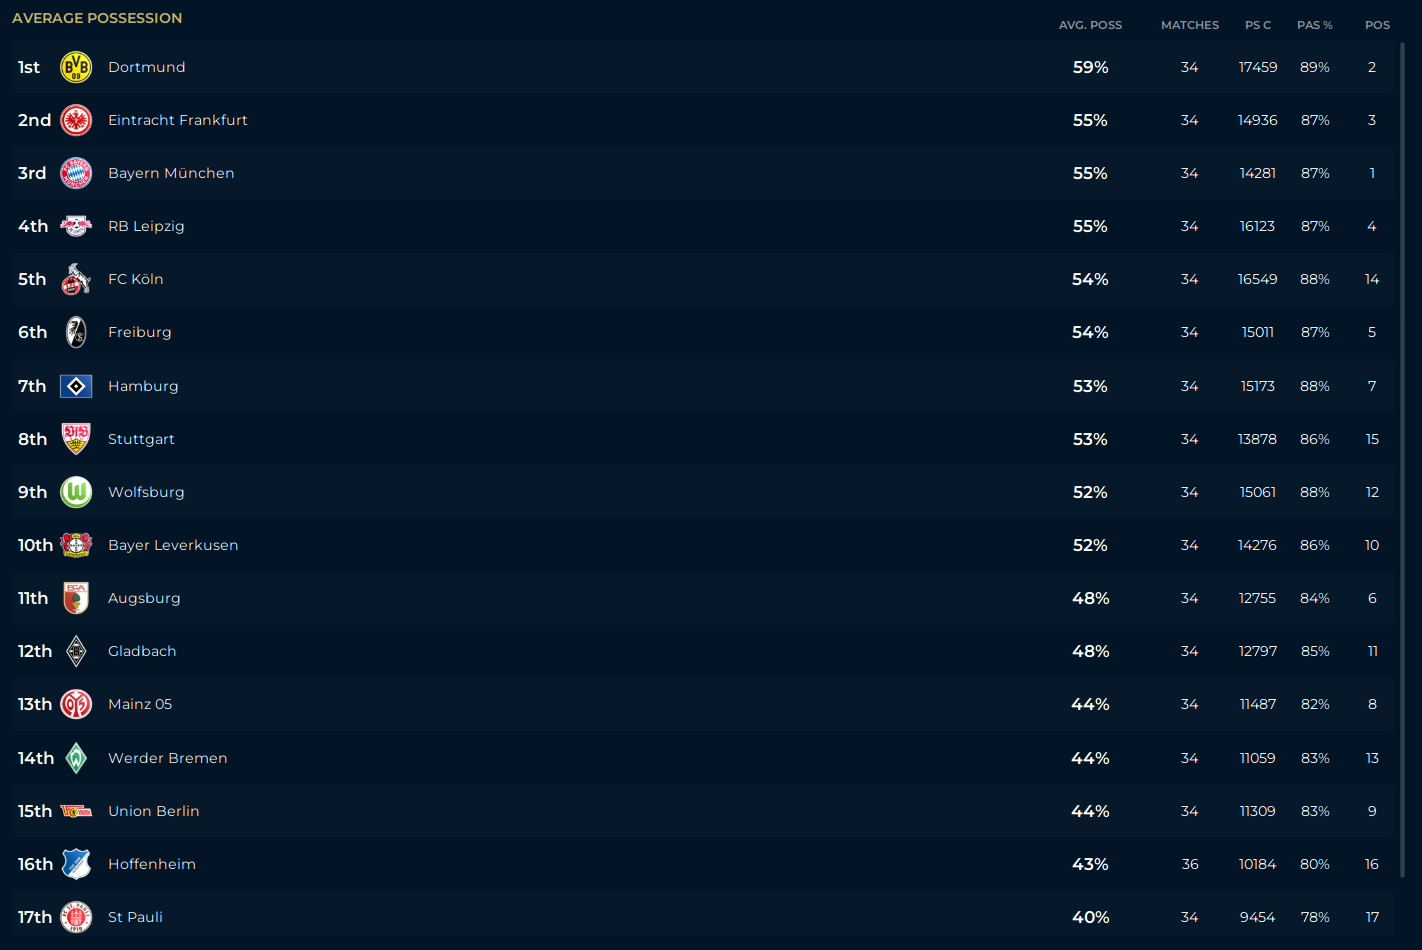 AVERAGE POSSESSION
AVG. POSS MATCHES PS C PAS % POS
1st Dortmund 59% 34 17459 89% 2
2nd Eintracht Frankfurt 55% 34 14936 87% 3
3rd Bayern München 55% 34 14281 87% 1
4th RB Leipzig 55% 34 16123 87% 4
5th FC Köln 54% 34 16549 88% 14
6th Freiburg 54% 34 15011 87% 5
7th Hamburg 53% 34 15173 88% 7
8th Stuttgart 53% 34 13878 86% 15
9th Wolfsburg 52% 34 15061 88% 12
10th Bayer Leverkusen 52% 34 14276 86% 10
11th Augsburg 48% 34 12755 84% 6
12th Gladbach 48% 34 12797 85% 11
13th Mainz 05 44% 34 11487 82% 8
14th Werder Bremen 44% 34 11059 83% 13
15th Union Berlin 44% 34 11309 83% 9
16th Hoffenheim 43% 36 10184 80% 16
17th St Pauli 40% 34 9454 78% 17